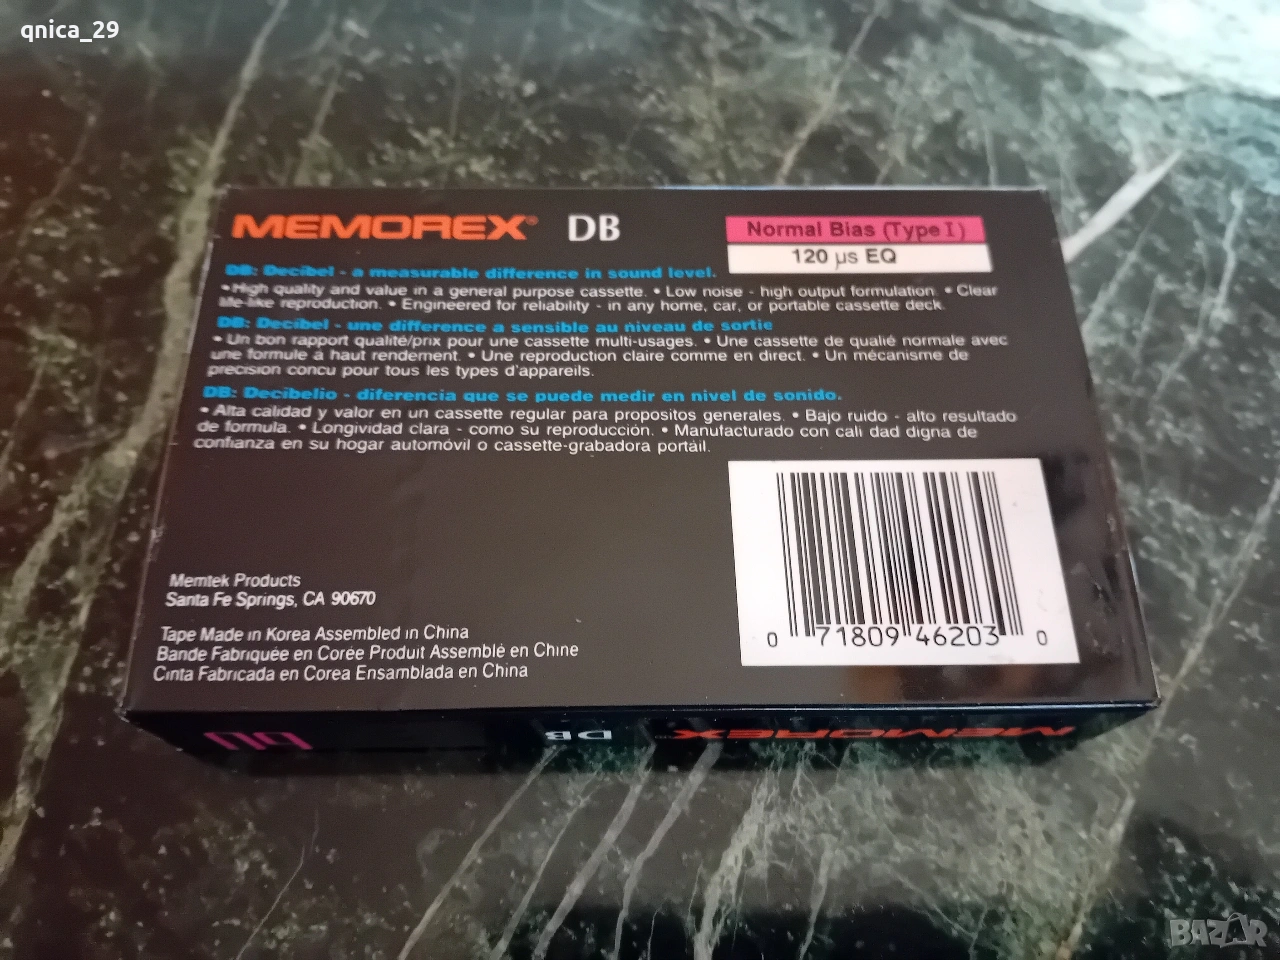 qnica_29
MEMOREX® DB
Normal Bias (Type I)
120 µs EQ
DB: Decibel - a measurable difference in sound level.
• High quality and value in a general purpose cassette. • Low noise - high output formulation. • Clear
life-like reproduction. • Engineered for reliability - in any home, car, or portable cassette deck.
DB: Decibel - une difference a sensible au niveau de sortie
• Un bon rapport qualité/prix pour une cassette multi-usages. • Une cassette de qualié normale avec
une formule à haut rendement. • Une reproduction claire comme en direct. • Un mécanisme de
precision concu pour tous les types d'appareils.
DB: Decibelio - diferencia que se puede medir en nivel de sonido.
• Alta calidad y valor en un cassette regular para propositos generales. • Bajo ruido - alto resultado
de formula. • Longividad clara - como su reproducción. • Manufacturado con cali dad digna de
confianza en su hogar automóvil o cassette-grabadora portáil.
Memtek Products
Santa Fe Springs, CA 90670
Tape Made in Korea Assembled in China
Bande Fabriquée en Corée Produit Assemblé en Chine
Cinta Fabricada en Corea Ensamblada en China
0 71809 46203 0
MEMOREX DB
BAZAR